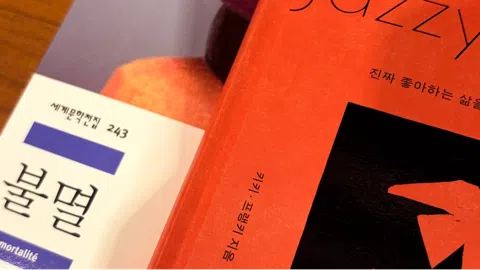 세계문학전집 243
불멸
mortalité
jazzy
진짜 좋아하는 삶을
키키·프랭키 지음